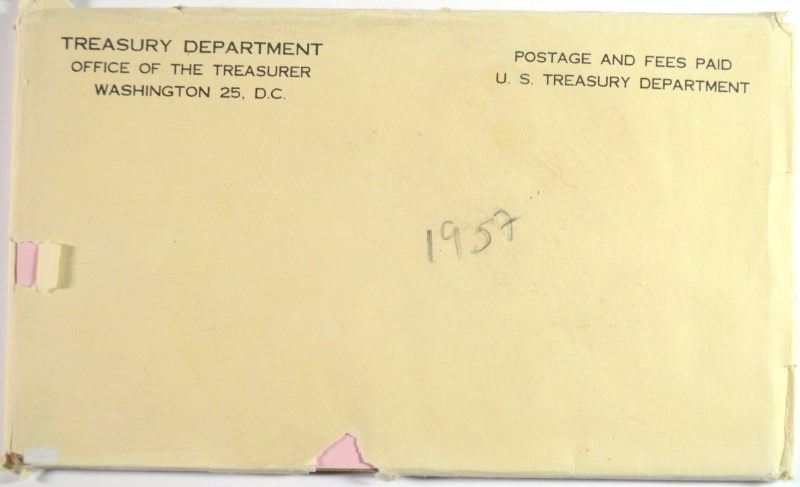 TREASURY DEPARTMENT
OFFICE OF THE TREASURER
WASHINGTON 25, D.C.
POSTAGE AND FEES PAID
U. S. TREASURY DEPARTMENT
1957